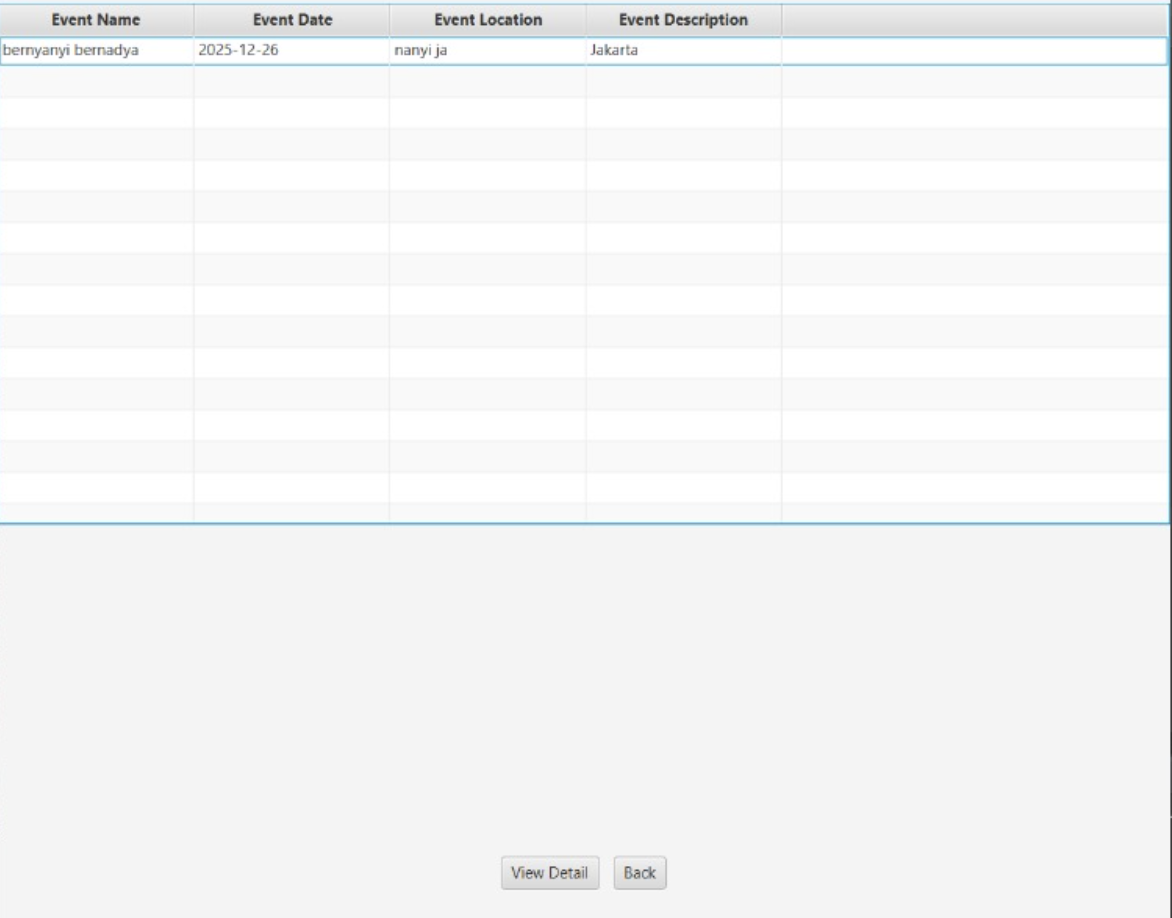 Event Name Event Date Event Location Event Description
bernyanyi bernadya 2025-12-26 nanyi ja Jakarta
View Detail Back